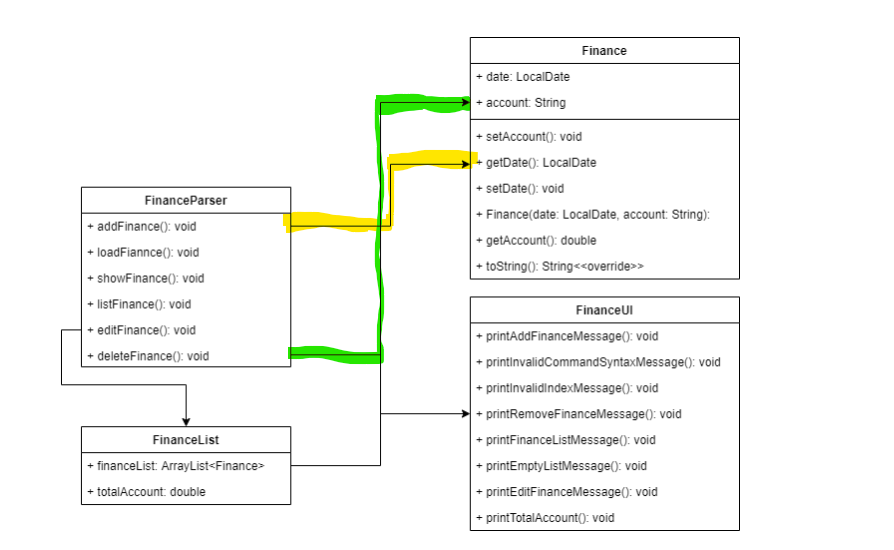 Finance
+ date: LocalDate
+ account: String
+ setAccount(): void
+ getDate(): LocalDate
+ setDate(): void
+ Finance(date: LocalDate, account: String):
+ getAccount(): double
+ toString(): String<<override>>
FinanceParser
+ addFinance(): void
+ loadFiannce(): void
+ showFinance(): void
+ listFinance(): void
+ editFinance(): void
+ deleteFinance(): void
FinanceUI
+ printAddFinanceMessage(): void
+ printInvalidCommandSyntaxMessage(): void
+ printInvalidIndexMessage(): void
+ printRemoveFinanceMessage(): void
+ printFinanceListMessage(): void
+ printEmptyListMessage(): void
+ printEditFinanceMessage(): void
+ printTotalAccount(): void
FinanceList
+ financeList: ArrayList<Finance>
+ totalAccount: double